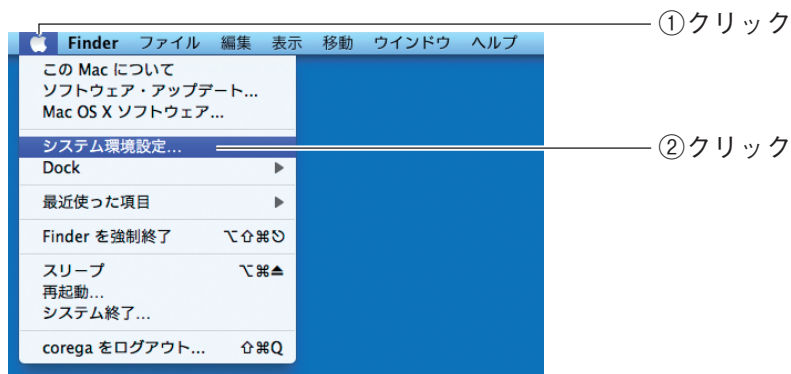 ①クリック
Finder ファイル 編集 表示 移動 ウインドウ ヘルプ
この Mac について
ソフトウェア・アップデート...
Mac OS X ソフトウェア...
システム環境設定...
②クリック
Dock ▶
最近使った項目 ▶
Finder を強制終了 ⌥⇧⌘⎋
スリープ ⌥⌘⏏
再起動...
システム終了...
corega をログアウト... ⇧⌘Q